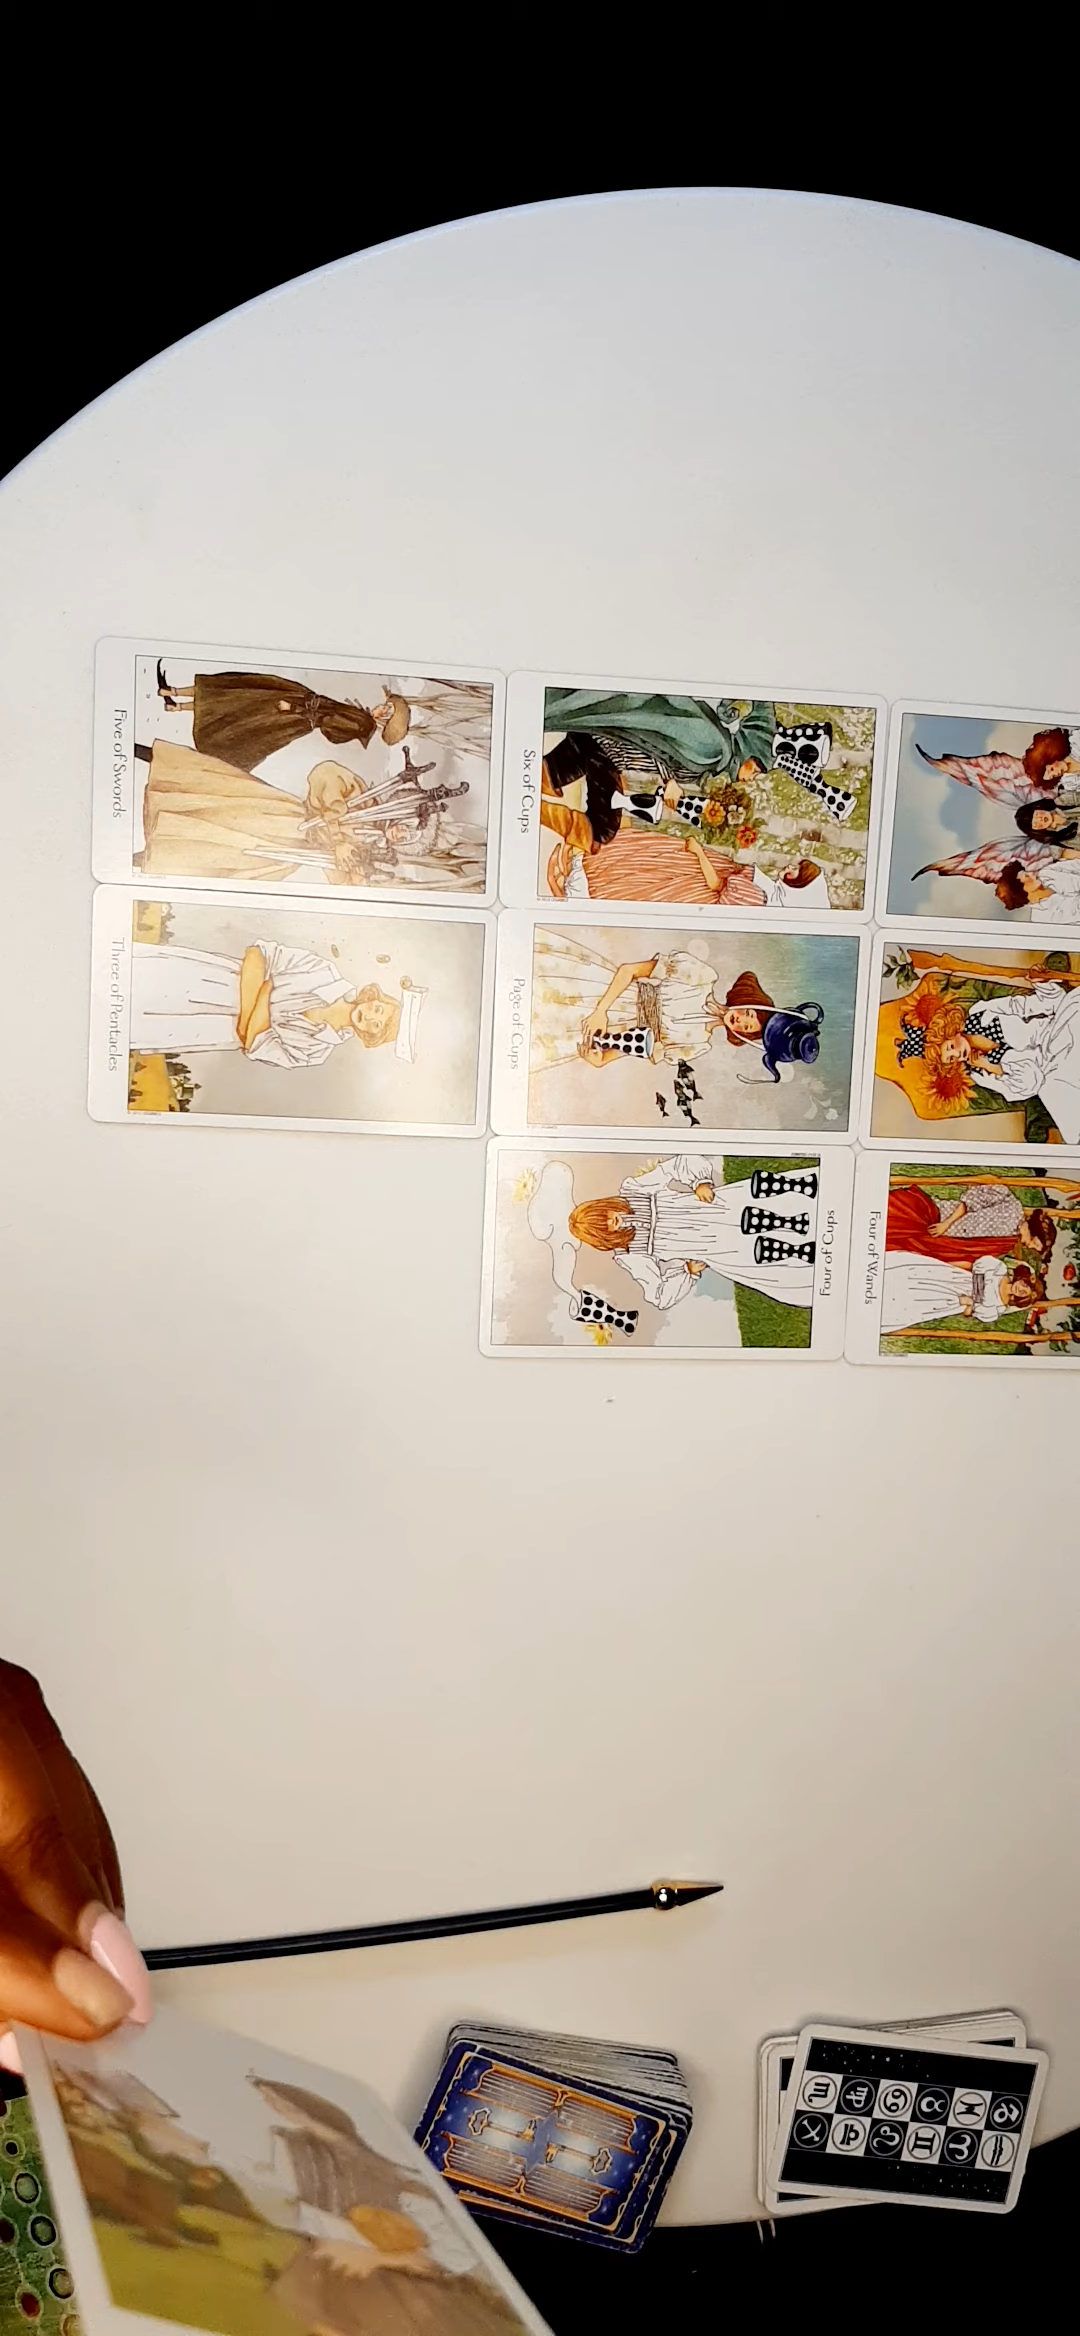 Five of Swords
Six of Cups
Three of Pentacles
Page of Cups
Four of Cups
Four of Wands